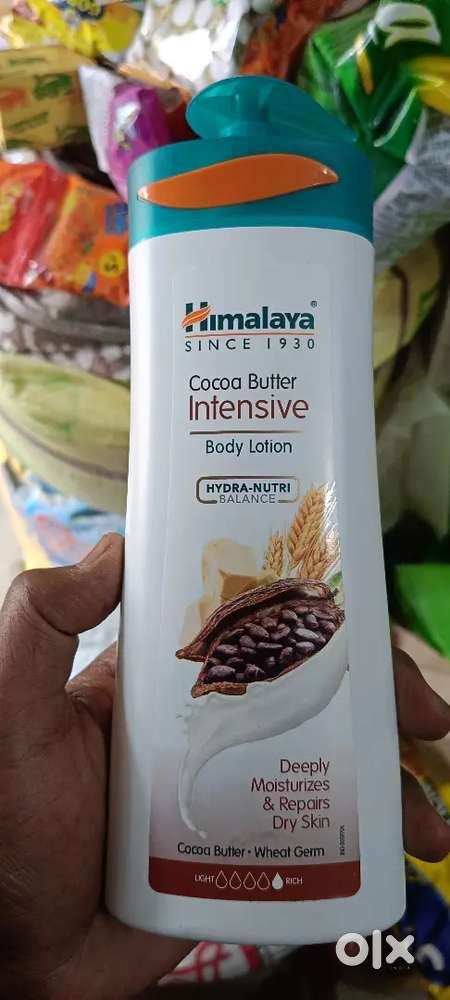 Himalaya®
SINCE 1930
Cocoa Butter
Intensive
Body Lotion
HYDRA-NUTRI
BALANCE
Deeply
Moisturizes
& Repairs
Dry Skin
Cocoa Butter • Wheat Germ
LIGHT RICH
olx
INDIA